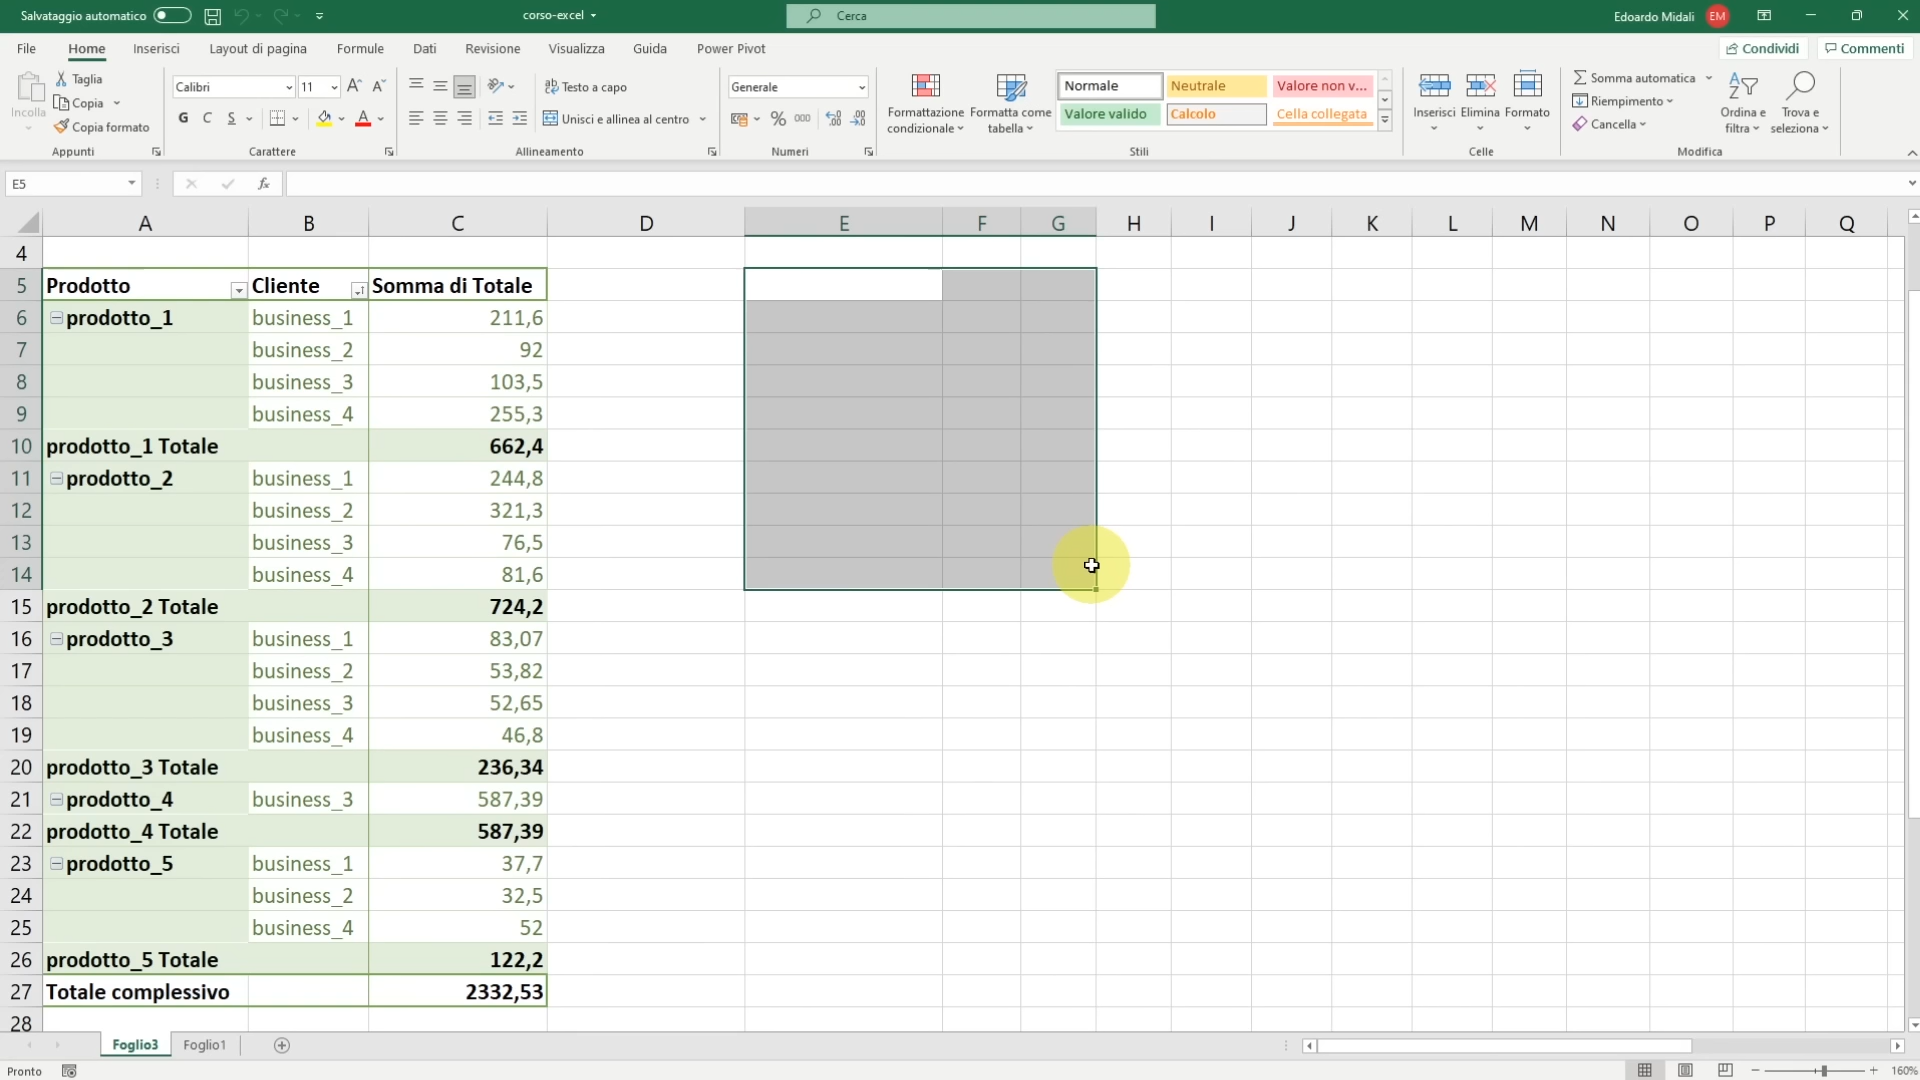 Salvataggio automatico
corso-excel
Cerca
Edoardo Midali
EM
File Home Inserisci Layout di pagina Formule Dati Revisione Visualizza Guida Power Pivot
Condividi Commenti
Incolla
Taglia
Copia
Copia formato
Appunti
Calibri 11
G C S
Carattere
Testo a capo
Unisci e allinea al centro
Allineamento
Generale
% 000
Numeri
Formattazione condizionale
Formatta come tabella
Normale Neutrale Valore non v...
Valore valido Calcolo Cella collegata
Stili
Inserisci Elimina Formato
Celle
Somma automatica
Riempimento
Cancella
Ordina e filtra
Trova e seleziona
Modifica
E5
fx
A B C D E F G H I J K L M N O P Q
4
5 Prodotto Cliente Somma di Totale
6 prodotto_1 business_1 211,6
7 business_2 92
8 business_3 103,5
9 business_4 255,3
10 prodotto_1 Totale 662,4
11 prodotto_2 business_1 244,8
12 business_2 321,3
13 business_3 76,5
14 business_4 81,6
15 prodotto_2 Totale 724,2
16 prodotto_3 business_1 83,07
17 business_2 53,82
18 business_3 52,65
19 business_4 46,8
20 prodotto_3 Totale 236,34
21 prodotto_4 business_3 587,39
22 prodotto_4 Totale 587,39
23 prodotto_5 business_1 37,7
24 business_2 32,5
25 business_4 52
26 prodotto_5 Totale 122,2
27 Totale complessivo 2332,53
28
Foglio3 Foglio1
Pronto
160%